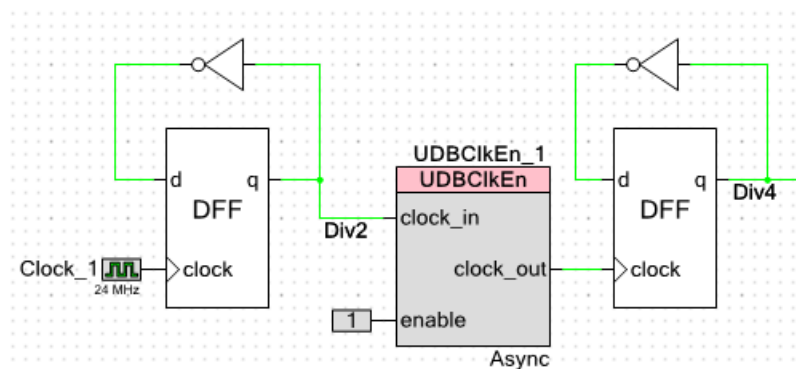 UDBClkEn_1
UDBClkEn
d
q
DFF
Div2
clock_in
d
q
DFF
Div4
Clock_1
24 MHz
clock
clock_out
clock
1
enable
Async